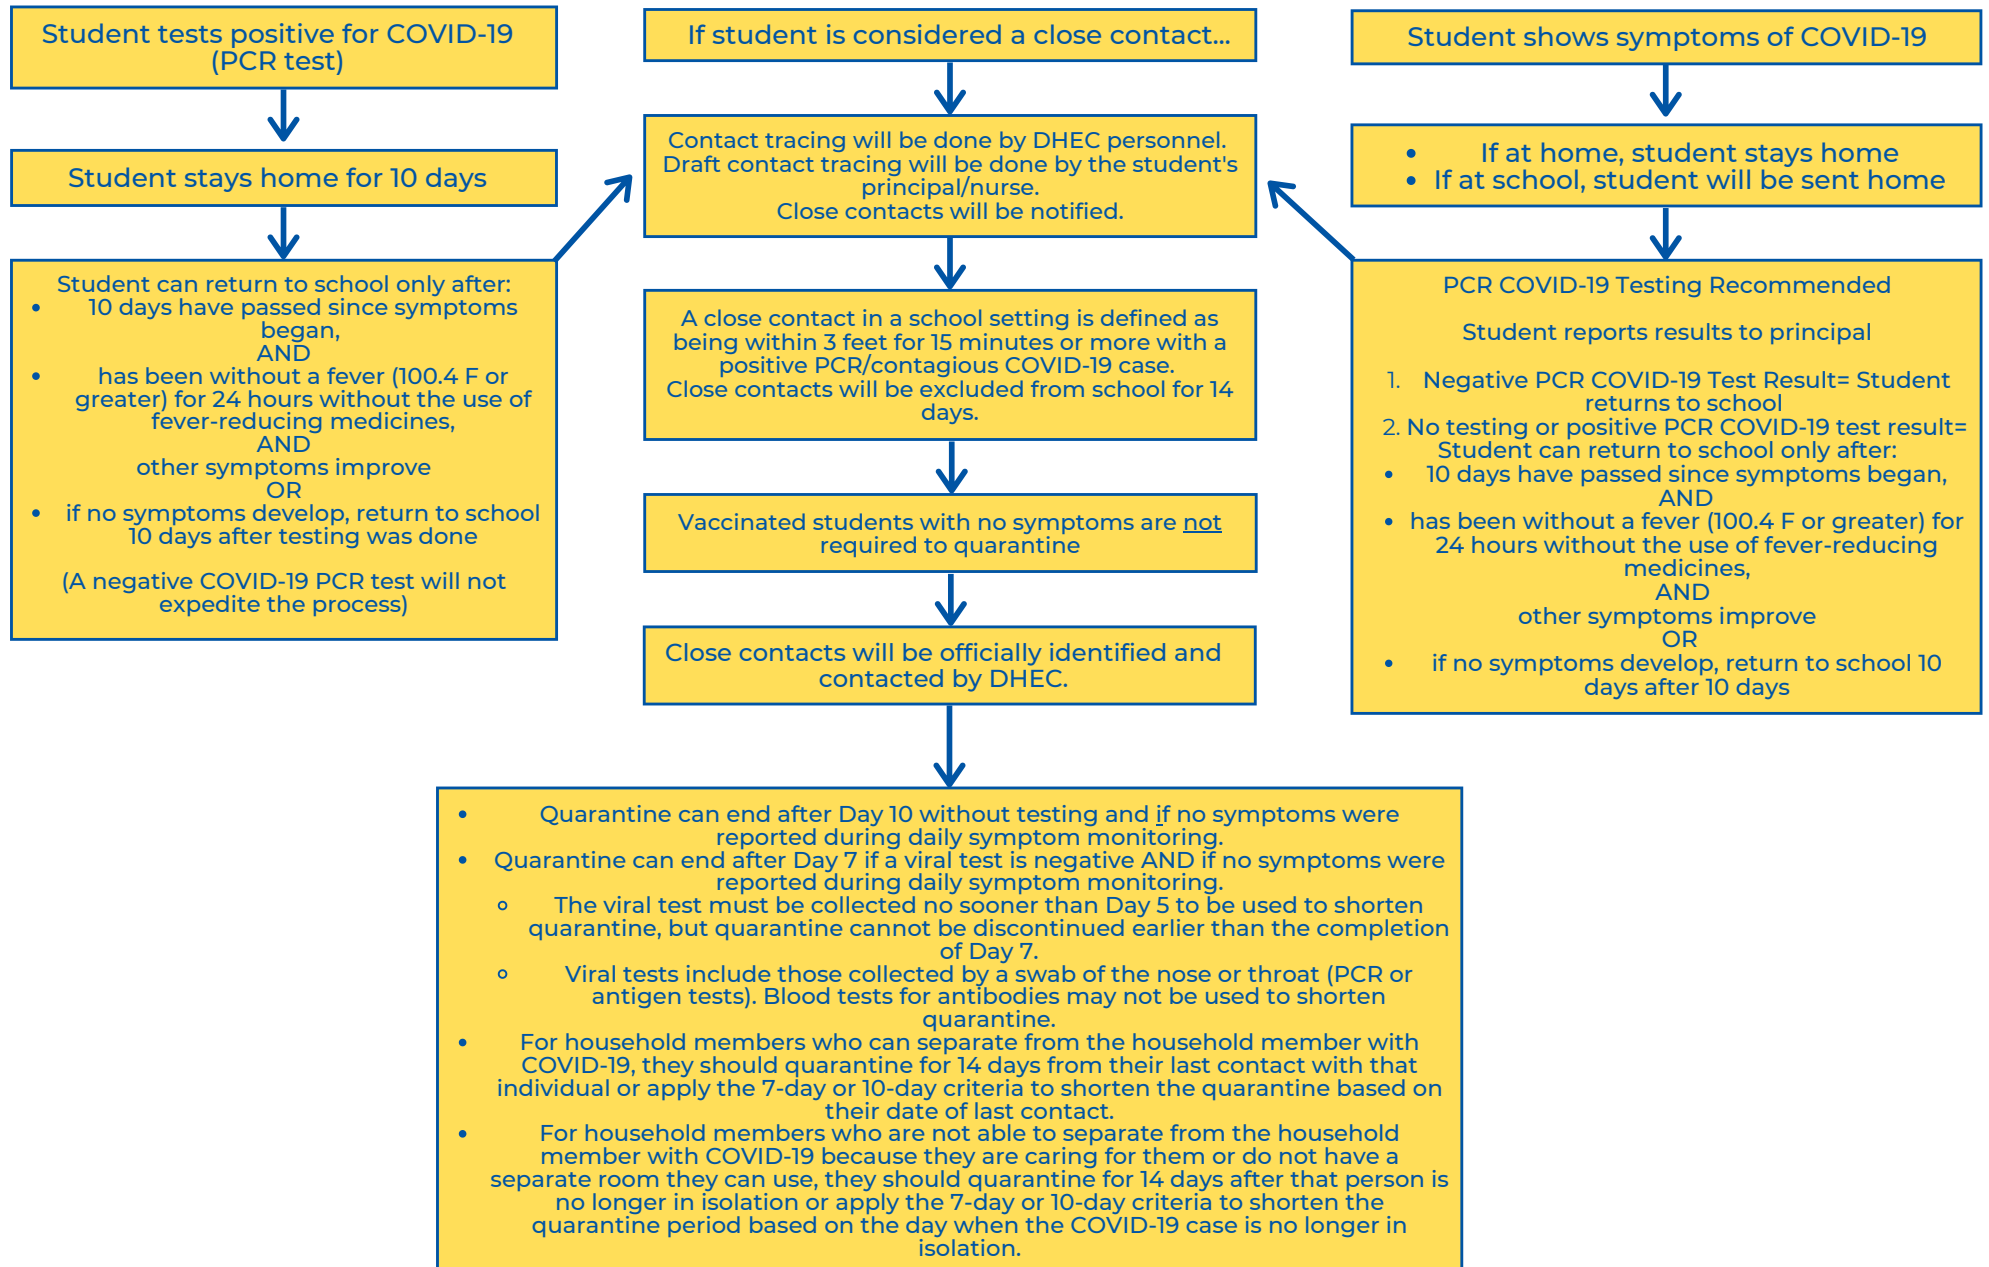 Student tests positive for COVID-19
(PCR test)
Student stays home for 10 days
Student can return to school only after:
• 10 days have passed since symptoms
began,
AND
• has been without a fever (100.4 F or
greater) for 24 hours without the use of
fever-reducing medicines,
AND
other symptoms improve
OR
• if no symptoms develop, return to school
10 days after testing was done
(A negative COVID-19 PCR test will not
expedite the process)
If student is considered a close contact...
Contact tracing will be done by DHEC personnel.
Draft contact tracing will be done by the student's
principal/nurse.
Close contacts will be notified.
A close contact in a school setting is defined as
being within 3 feet for 15 minutes or more with a
positive PCR/contagious COVID-19 case.
Close contacts will be excluded from school for 14
days.
Vaccinated students with no symptoms are not
required to quarantine
Close contacts will be officially identified and
contacted by DHEC.
Student shows symptoms of COVID-19
• If at home, student stays home
• If at school, student will be sent home
PCR COVID-19 Testing Recommended
Student reports results to principal
1. Negative PCR COVID-19 Test Result= Student
returns to school
2. No testing or positive PCR COVID-19 test result=
Student can return to school only after:
• 10 days have passed since symptoms began,
AND
• has been without a fever (100.4 F or greater) for
24 hours without the use of fever-reducing
medicines,
AND
other symptoms improve
OR
• if no symptoms develop, return to school 10
days after 10 days
• Quarantine can end after Day 10 without testing and if no symptoms were
reported during daily symptom monitoring.
• Quarantine can end after Day 7 if a viral test is negative AND if no symptoms were
reported during daily symptom monitoring.
◦ The viral test must be collected no sooner than Day 5 to be used to shorten
quarantine, but quarantine cannot be discontinued earlier than the completion
of Day 7.
◦ Viral tests include those collected by a swab of the nose or throat (PCR or
antigen tests). Blood tests for antibodies may not be used to shorten
quarantine.
• For household members who can separate from the household member with
COVID-19, they should quarantine for 14 days from their last contact with that
individual or apply the 7-day or 10-day criteria to shorten the quarantine based on
their date of last contact.
• For household members who are not able to separate from the household
member with COVID-19 because they are caring for them or do not have a
separate room they can use, they should quarantine for 14 days after that person is
no longer in isolation or apply the 7-day or 10-day criteria to shorten the
quarantine period based on the day when the COVID-19 case is no longer in
isolation.